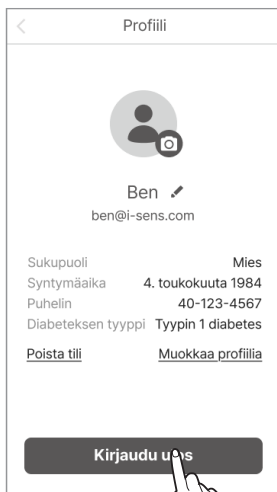 Profiili
Ben
ben@i-sens.com
Sukupuoli Mies
Syntymäaika 4. toukokuuta 1984
Puhelin 40-123-4567
Diabeteksen tyyppi Tyypin 1 diabetes
Poista tili Muokkaa profiilia
Kirjaudu ulos